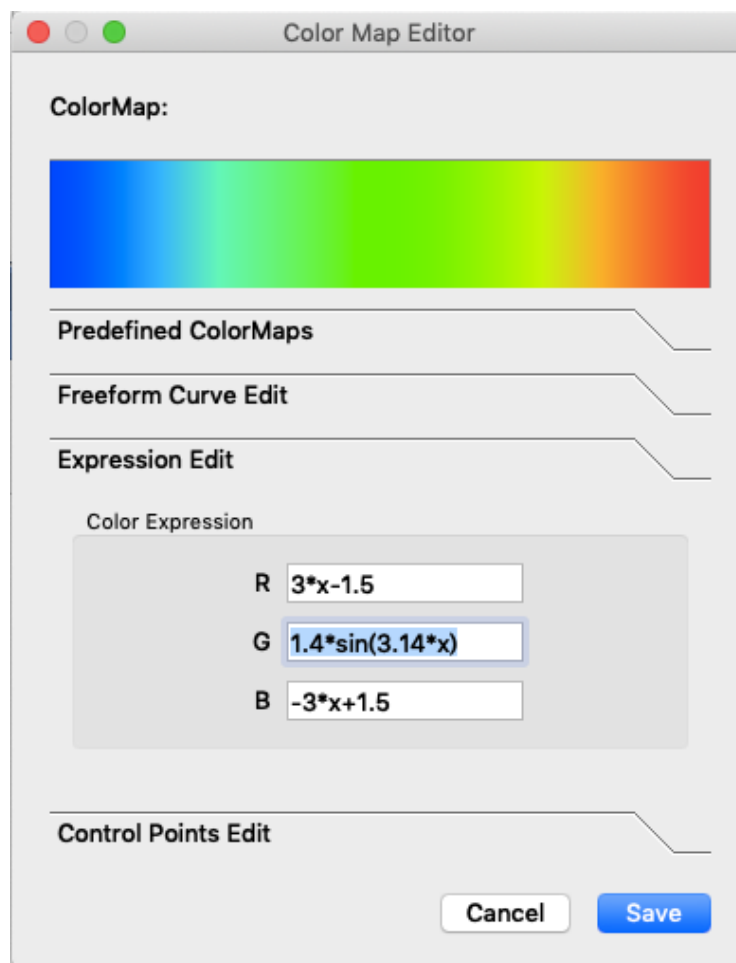 Color Map Editor
ColorMap:
Predefined ColorMaps
Freeform Curve Edit
Expression Edit
Color Expression
R 3*x-1.5
G 1.4*sin(3.14*x)
B -3*x+1.5
Control Points Edit
Cancel Save